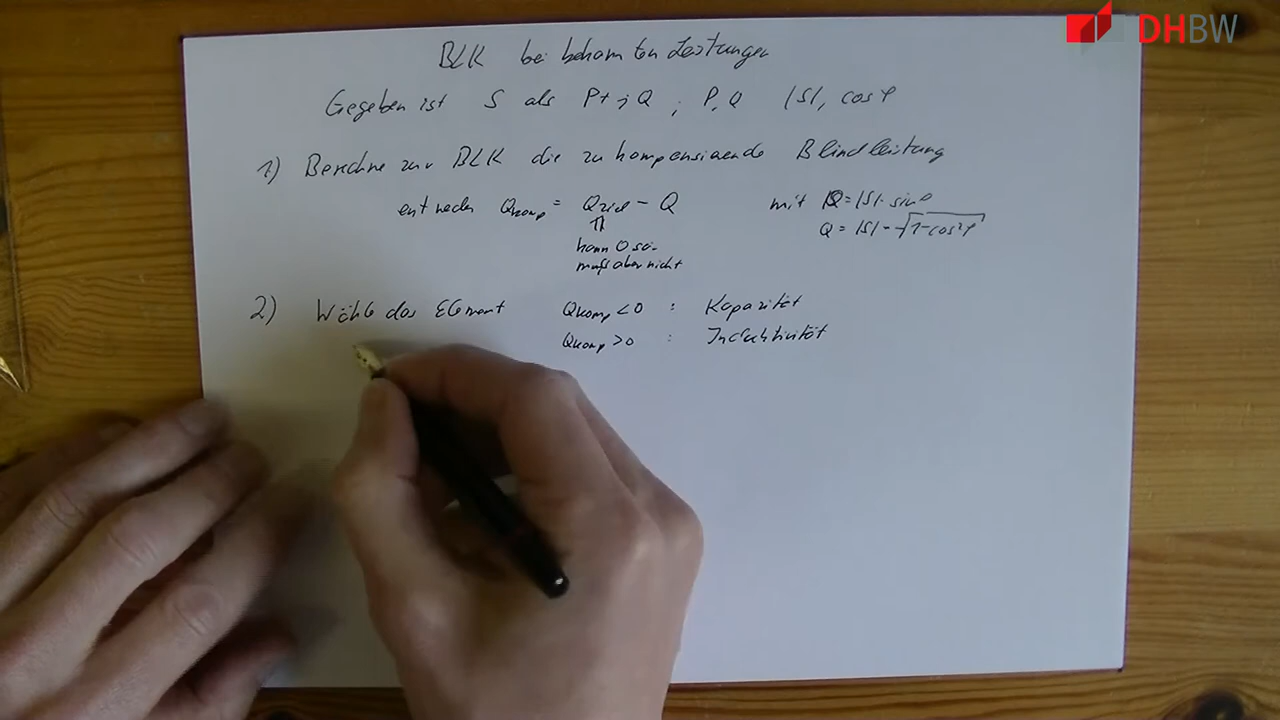 DHBW
BLK bei bekannten Leistungen
Gegeben ist S als P+jQ ; P, Q |S|, cos φ
1) Berechne zur BLK die zu kompensierende Blindleistung
entweder Qkomp = Qziel - Q mit Q = |S| · sin φ
⇑ Q = |S| · √1-cos²φ
kann 0 sein
muß aber nicht
2) Wähle das Element Qkomp < 0 : Kapazität
Qkomp > 0 : Induktivität